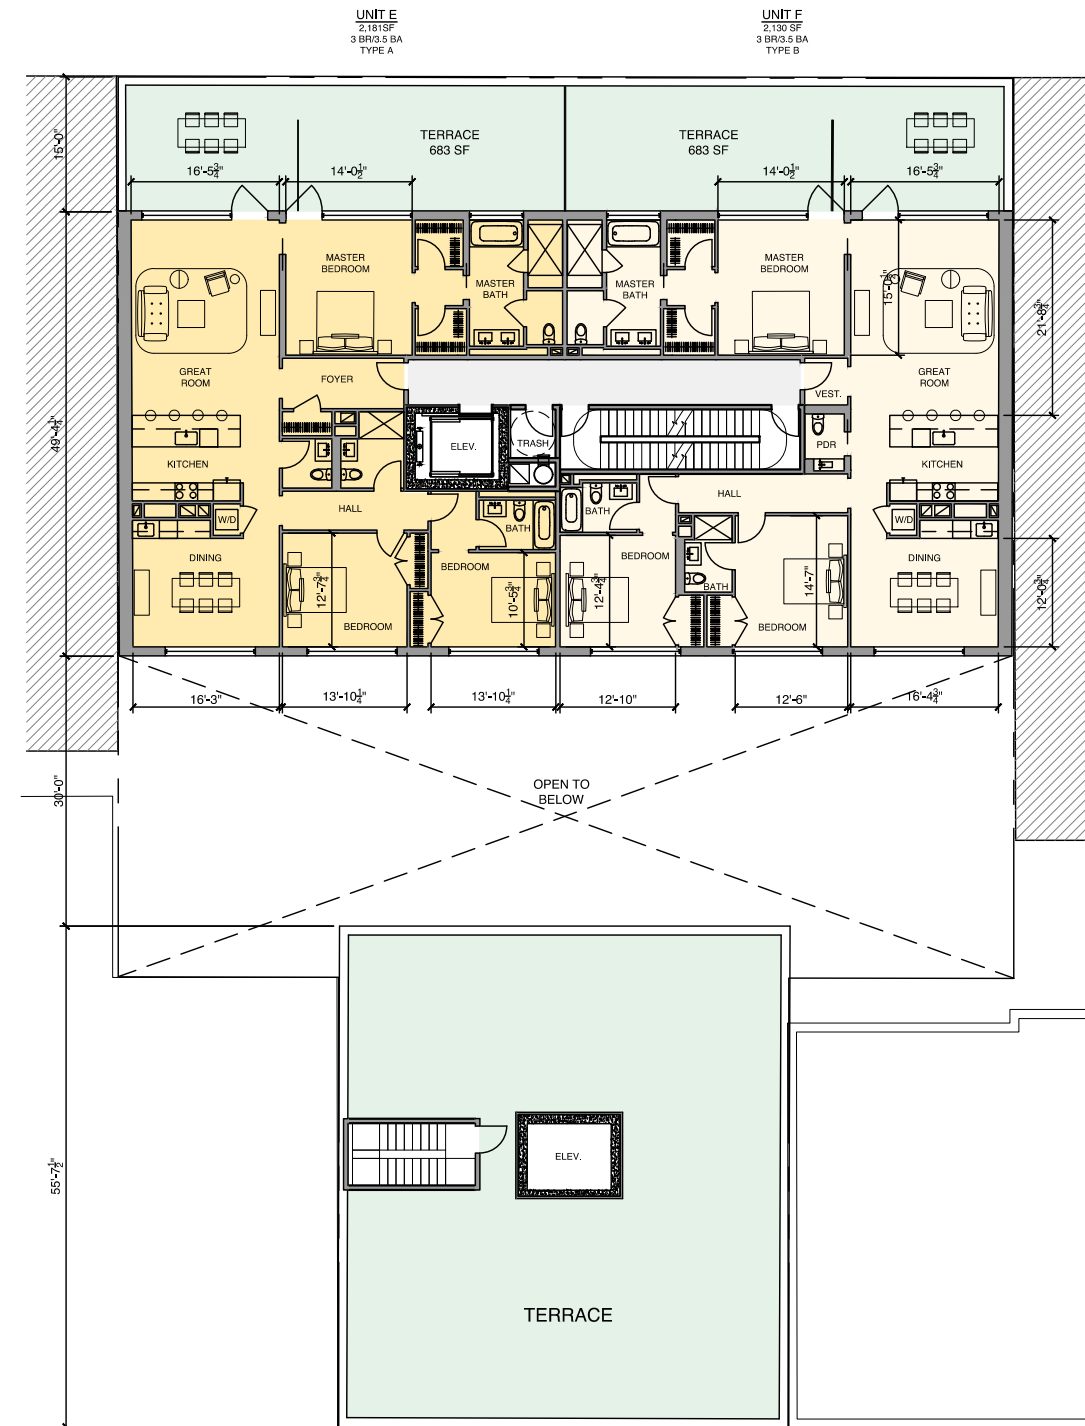 UNIT E
2,181SF
3 BR/3.5 BA
TYPE A
UNIT F
2,130 SF
3 BR/3.5 BA
TYPE B
TERRACE
683 SF
TERRACE
683 SF
15'-0"
16'-5¾"
14'-0½"
14'-0½"
16'-5¾"
MASTER
BEDROOM
MASTER
BATH
MASTER
BATH
MASTER
BEDROOM
15'-0½"
21'-8¾"
GREAT
ROOM
FOYER
VEST.
GREAT
ROOM
49'-4¼"
ELEV.
TRASH
PDR
KITCHEN
KITCHEN
HALL
HALL
W/D
BATH
BATH
W/D
DINING
BEDROOM
BEDROOM
BATH
DINING
12'-7¾"
10'-5¾"
12'-4¾"
14'-7"
12'-0¾"
BEDROOM
BEDROOM
16'-3"
13'-10¼"
13'-10¼"
12'-10"
12'-6"
16'-4¾"
30'-0"
OPEN TO
BELOW
55'-7½"
ELEV.
TERRACE